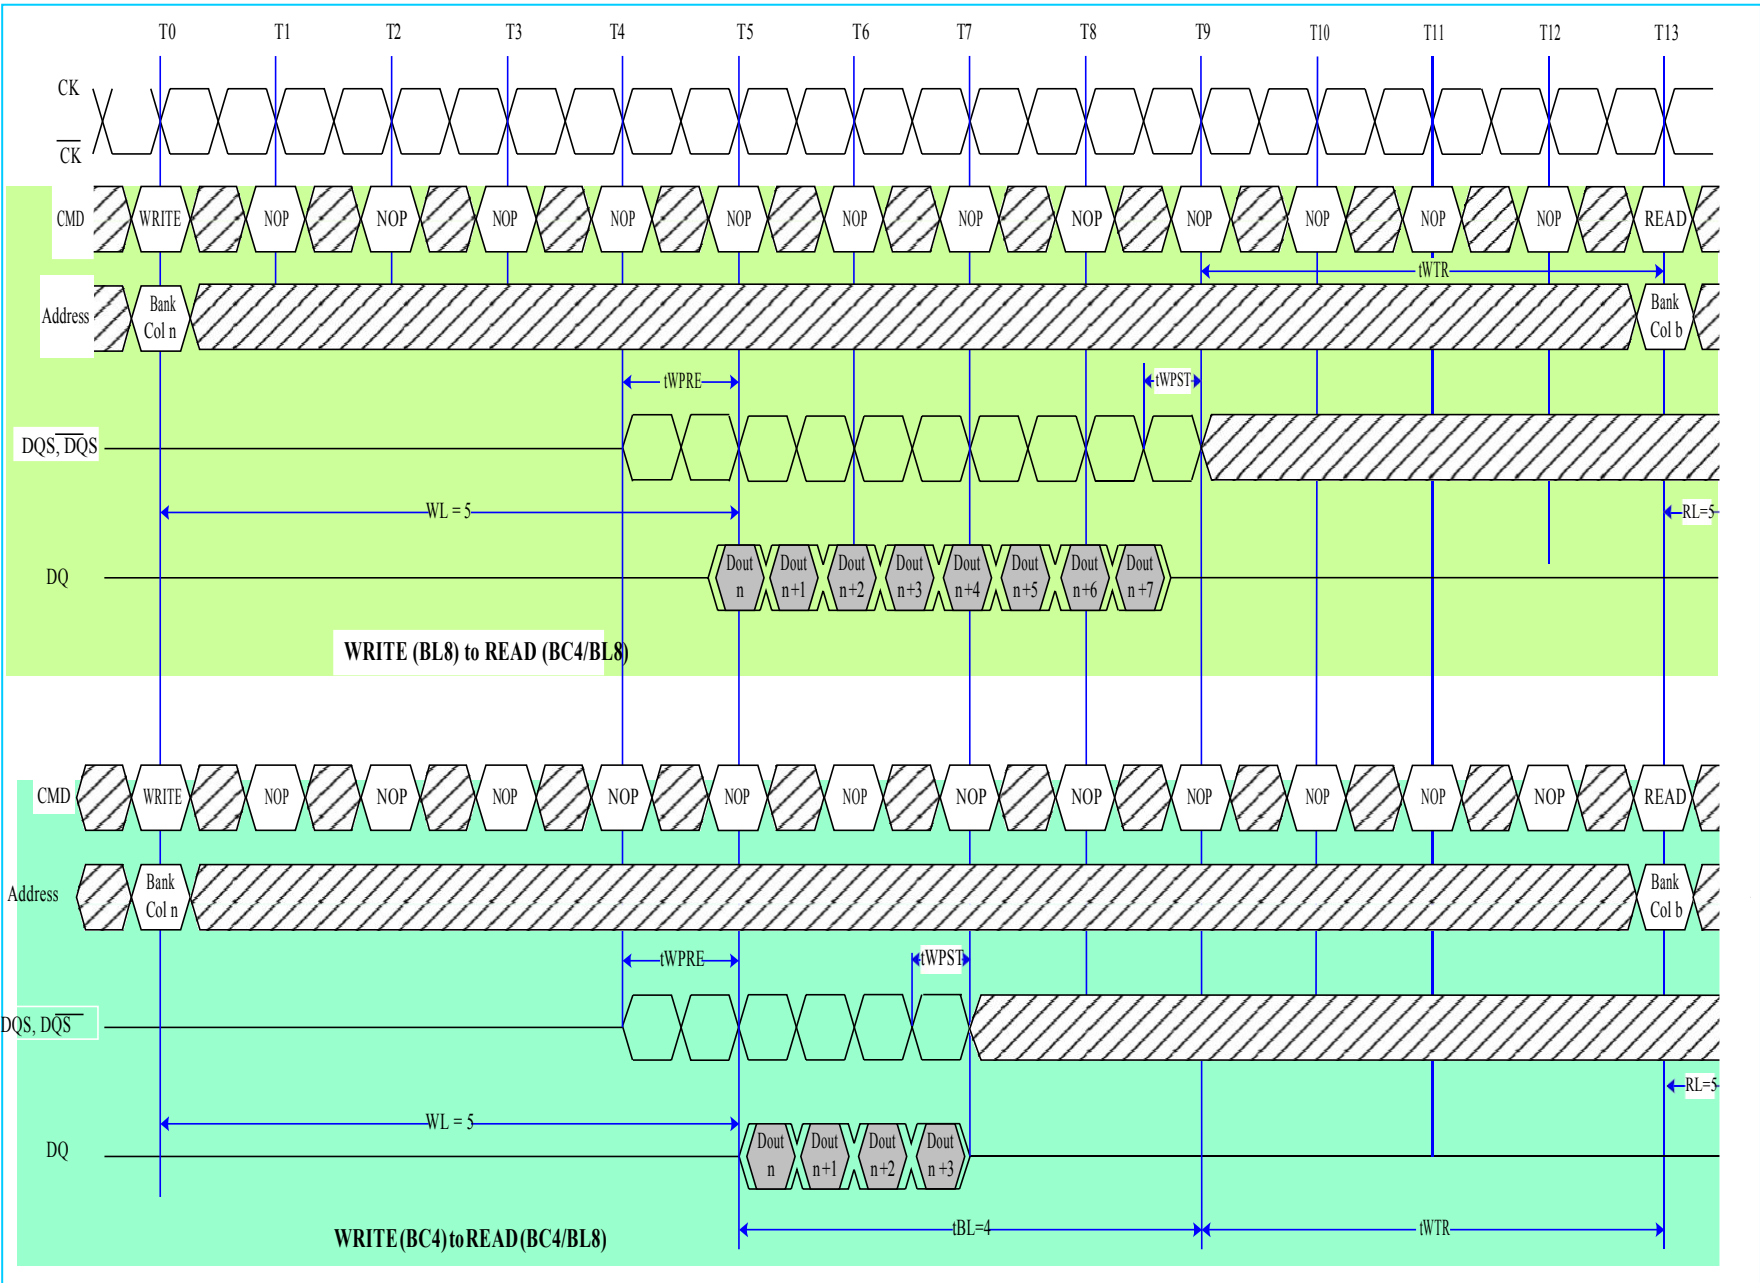 T0 T1 T2 T3 T4 T5 T6 T7 T8 T9 T10 T11 T12 T13
CK
CK
CMD WRITE NOP NOP NOP NOP NOP NOP NOP NOP NOP NOP NOP NOP READ
tWTR
Address Bank Col n Bank Col b
tWPRE tWPST
DQS, DQS
WL = 5 RL=5
DQ Dout n Dout n+1 Dout n+2 Dout n+3 Dout n+4 Dout n+5 Dout n+6 Dout n+7
WRITE (BL8) to READ (BC4/BL8)
CMD WRITE NOP NOP NOP NOP NOP NOP NOP NOP NOP NOP NOP NOP READ
Address Bank Col n Bank Col b
tWPRE tWPST
DQS, DQS
RL=5
WL = 5
DQ Dout n Dout n+1 Dout n+2 Dout n+3
tBL=4 tWTR
WRITE (BC4) to READ (BC4/BL8)